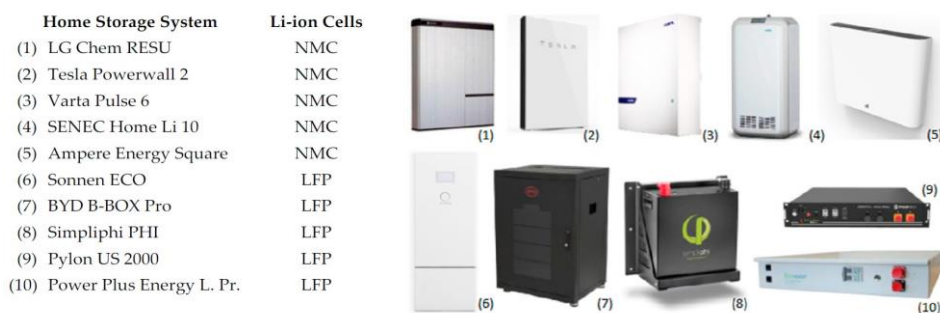 Home Storage System Li-ion Cells
(1) LG Chem RESU NMC
(2) Tesla Powerwall 2 NMC
(3) Varta Pulse 6 NMC
(4) SENEC Home Li 10 NMC
(5) Ampere Energy Square NMC
(6) Sonnen ECO LFP
(7) BYD B-BOX Pro LFP
(8) Simpliphi PHI LFP
(9) Pylon US 2000 LFP
(10) Power Plus Energy L. Pr. LFP
TESLA
(1) (2) (3) (4) (5)
(9)
(6) (7) (8) (10)